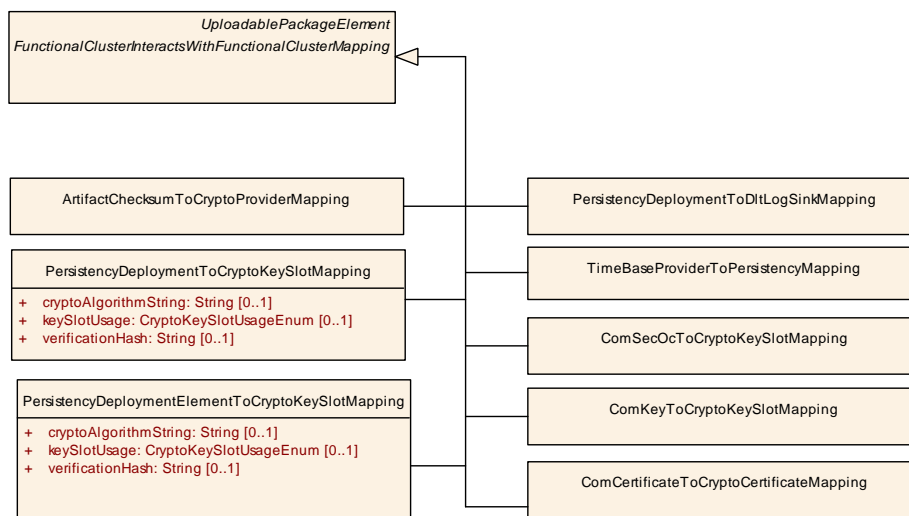 UploadablePackageElement
FunctionalClusterInteractsWithFunctionalClusterMapping
ArtifactChecksumToCryptoProviderMapping
PersistencyDeploymentToCryptoKeySlotMapping
+ cryptoAlgorithmString: String [0..1]
+ keySlotUsage: CryptoKeySlotUsageEnum [0..1]
+ verificationHash: String [0..1]
PersistencyDeploymentElementToCryptoKeySlotMapping
+ cryptoAlgorithmString: String [0..1]
+ keySlotUsage: CryptoKeySlotUsageEnum [0..1]
+ verificationHash: String [0..1]
PersistencyDeploymentToDltLogSinkMapping
TimeBaseProviderToPersistencyMapping
ComSecOcToCryptoKeySlotMapping
ComKeyToCryptoKeySlotMapping
ComCertificateToCryptoCertificateMapping